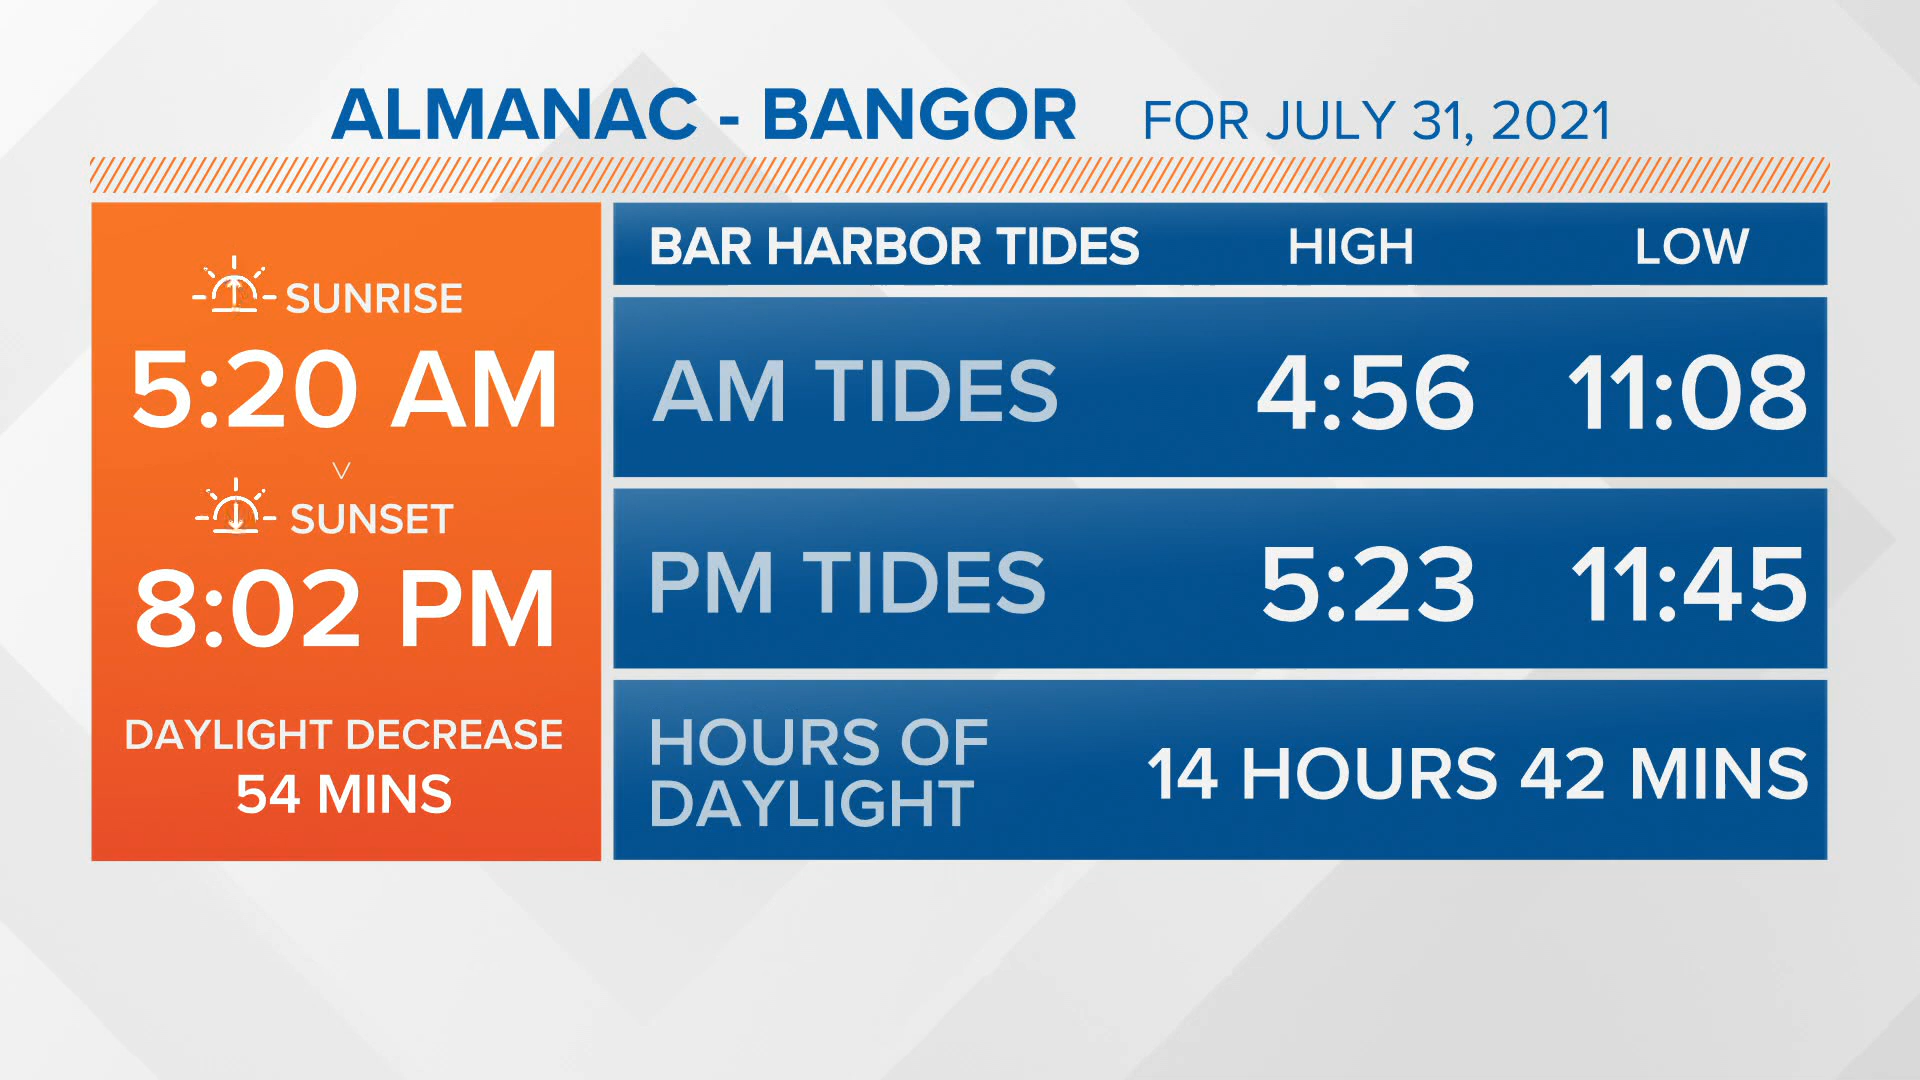 ALMANAC - BANGOR FOR JULY 31, 2021
SUNRISE
5:20 AM
SUNSET
8:02 PM
DAYLIGHT DECREASE
54 MINS
BAR HARBOR TIDES HIGH LOW
AM TIDES 4:56 11:08
PM TIDES 5:23 11:45
HOURS OF
DAYLIGHT
14 HOURS 42 MINS